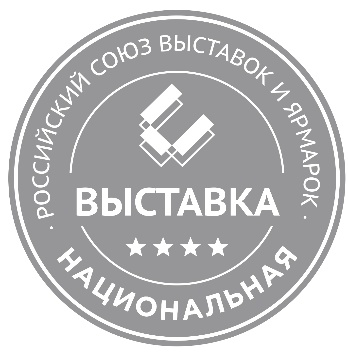 · РОССИЙСКИЙ СОЮЗ ВЫСТАВОК И ЯРМАРОК ·
ВЫСТАВКА
НАЦИОНАЛЬНАЯ